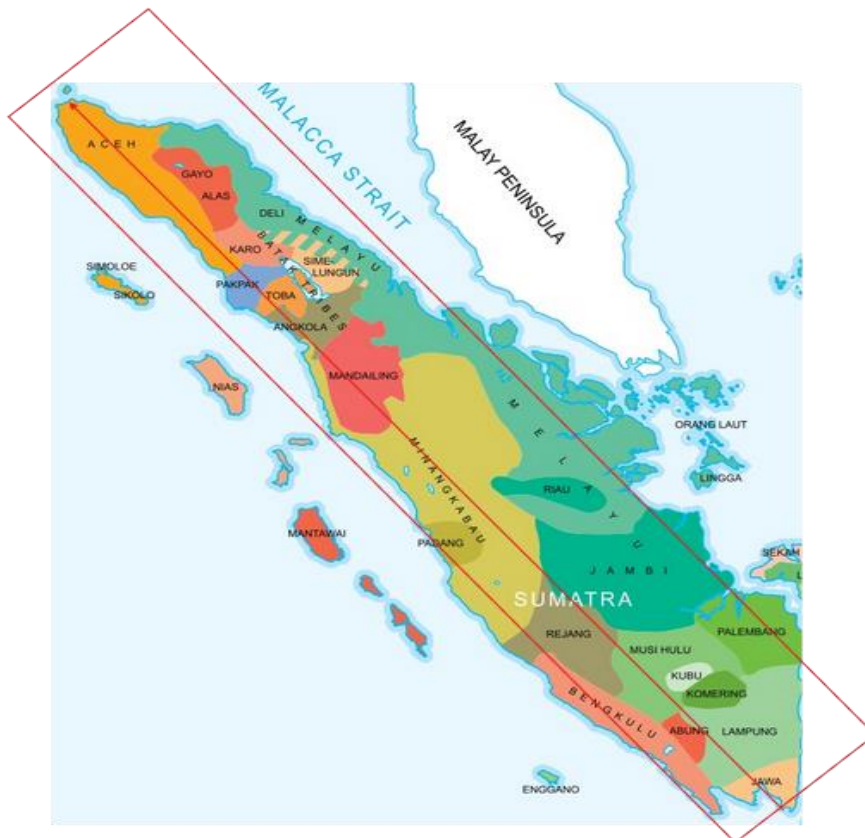 MALACCA STRAIT
MALAY PENINSULA
ACEH
GAYO
ALAS
DELI
MELAYU
KARO
BATAK TRIBES
SIME-
LUNGUN
SIMOLOE
SIKOLO
PAKPAK
TOBA
ANGKOLA
MANDAILING
NIAS
MELAYU
ORANG LAUT
LINGGA
MINANGKABAU
RIAU
MANTAWAI
PADANG
SEKAH
L
JAMBI
SUMATRA
REJANG
PALEMBANG
MUSI HULU
KUBU
KOMERING
BENGKULU
ABUNG
LAMPUNG
ENGGANO
JAWA